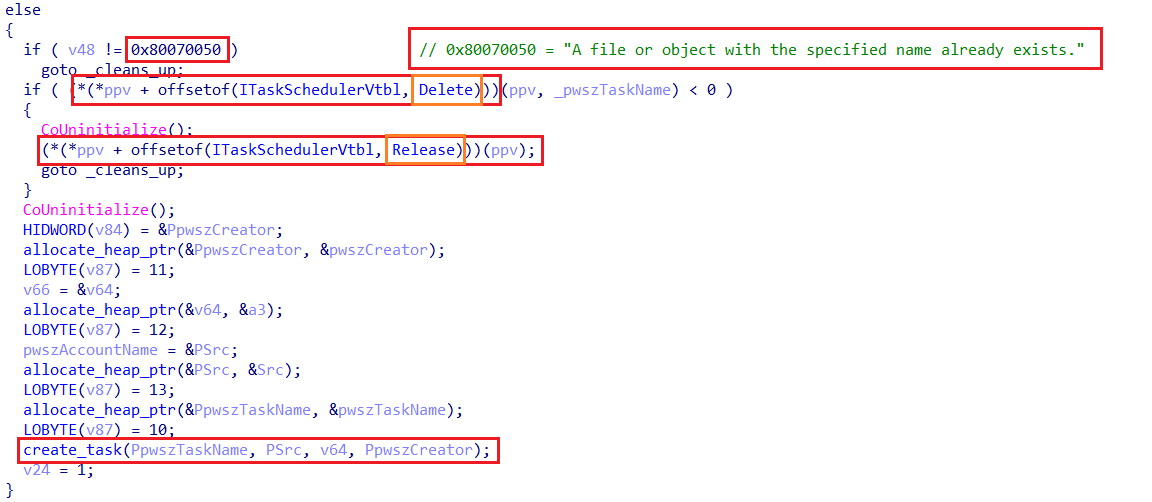 else
{
if ( v48 != 0x80070050 ) // 0x80070050 = "A file or object with the specified name already exists."
goto _cleans_up;
if ( (*(*ppv + offsetof(ITaskSchedulerVtbl, Delete)))(ppv, _pwszTaskName) < 0 )
{
CoUninitialize();
(*(*ppv + offsetof(ITaskSchedulerVtbl, Release)))(ppv);
goto _cleans_up;
}
CoUninitialize();
HIDWORD(v84) = &PpwszCreator;
allocate_heap_ptr(&PpwszCreator, &pwszCreator);
LOBYTE(v87) = 11;
v66 = &v64;
allocate_heap_ptr(&v64, &a3);
LOBYTE(v87) = 12;
pwszAccountName = &PSrc;
allocate_heap_ptr(&PSrc, &Src);
LOBYTE(v87) = 13;
allocate_heap_ptr(&PpwszTaskName, &pwszTaskName);
LOBYTE(v87) = 10;
create_task(PpwszTaskName, PSrc, v64, PpwszCreator);
v24 = 1;
}